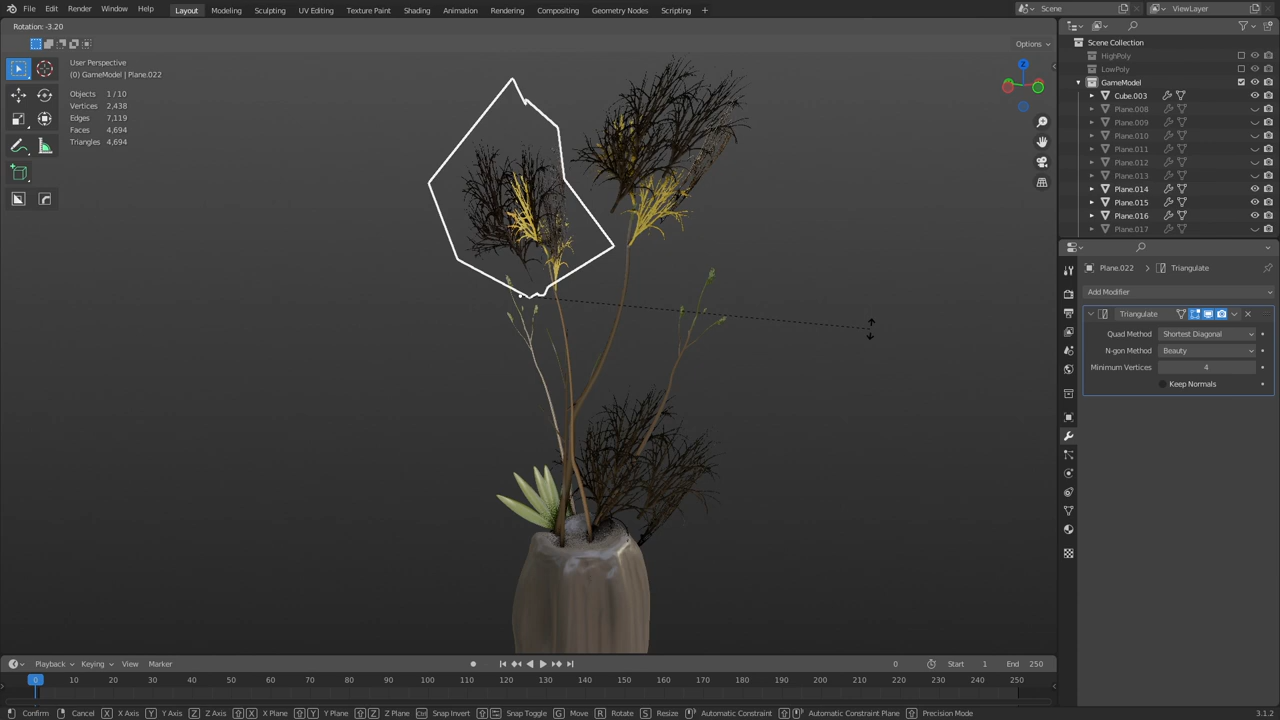 File Edit Render Window Help Layout Modeling Sculpting UV Editing Texture Paint Shading Animation Rendering Compositing Geometry Nodes Scripting + Scene ViewLayer
Rotation: -3.20
Options
User Perspective
(0) GameModel | Plane.022
Objects 1 / 10
Vertices 2,438
Edges 7,119
Faces 4,694
Triangles 4,694
Z
Scene Collection
HighPoly
LowPoly
GameModel
Cube.003
Plane.008
Plane.009
Plane.010
Plane.011
Plane.012
Plane.013
Plane.014
Plane.015
Plane.016
Plane.017
Plane.022 > Triangulate
Add Modifier
Triangulate
Quad Method Shortest Diagonal
N-gon Method Beauty
Minimum Vertices 4
Keep Normals
Playback Keying View Marker 0 Start 1 End 250
0 10 20 30 40 50 60 70 80 90 100 110 120 130 140 150 160 170 180 190 200 210 220 230 240 250
Confirm Cancel X X Axis Y Y Axis Z Z Axis X X Plane Y Y Plane Z Z Plane Ctrl Snap Invert Snap Toggle G Move R Rotate S Resize Automatic Constraint Automatic Constraint Plane Precision Mode 3.1.2